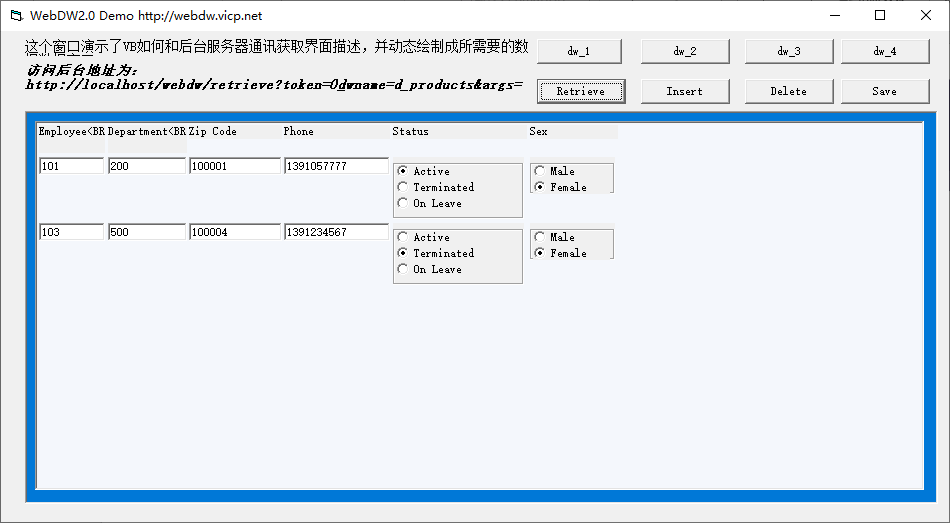 WebDW2.0 Demo http://webdw.vicp.net
这个窗口演示了VB如何和后台服务器通讯获取界面描述，并动态绘制成所需要的数
访问后台地址为：
http://localhost/webdw/retrieve?token=0_dwname=d_products&args=
dw_1 dw_2 dw_3 dw_4
Retrieve Insert Delete Save
Employee<BR Department<BR Zip Code Phone Status Sex
101 200 100001 1391057777
Active Male
Terminated Female
On Leave
103 500 100004 1391234567
Active Male
Terminated Female
On Leave